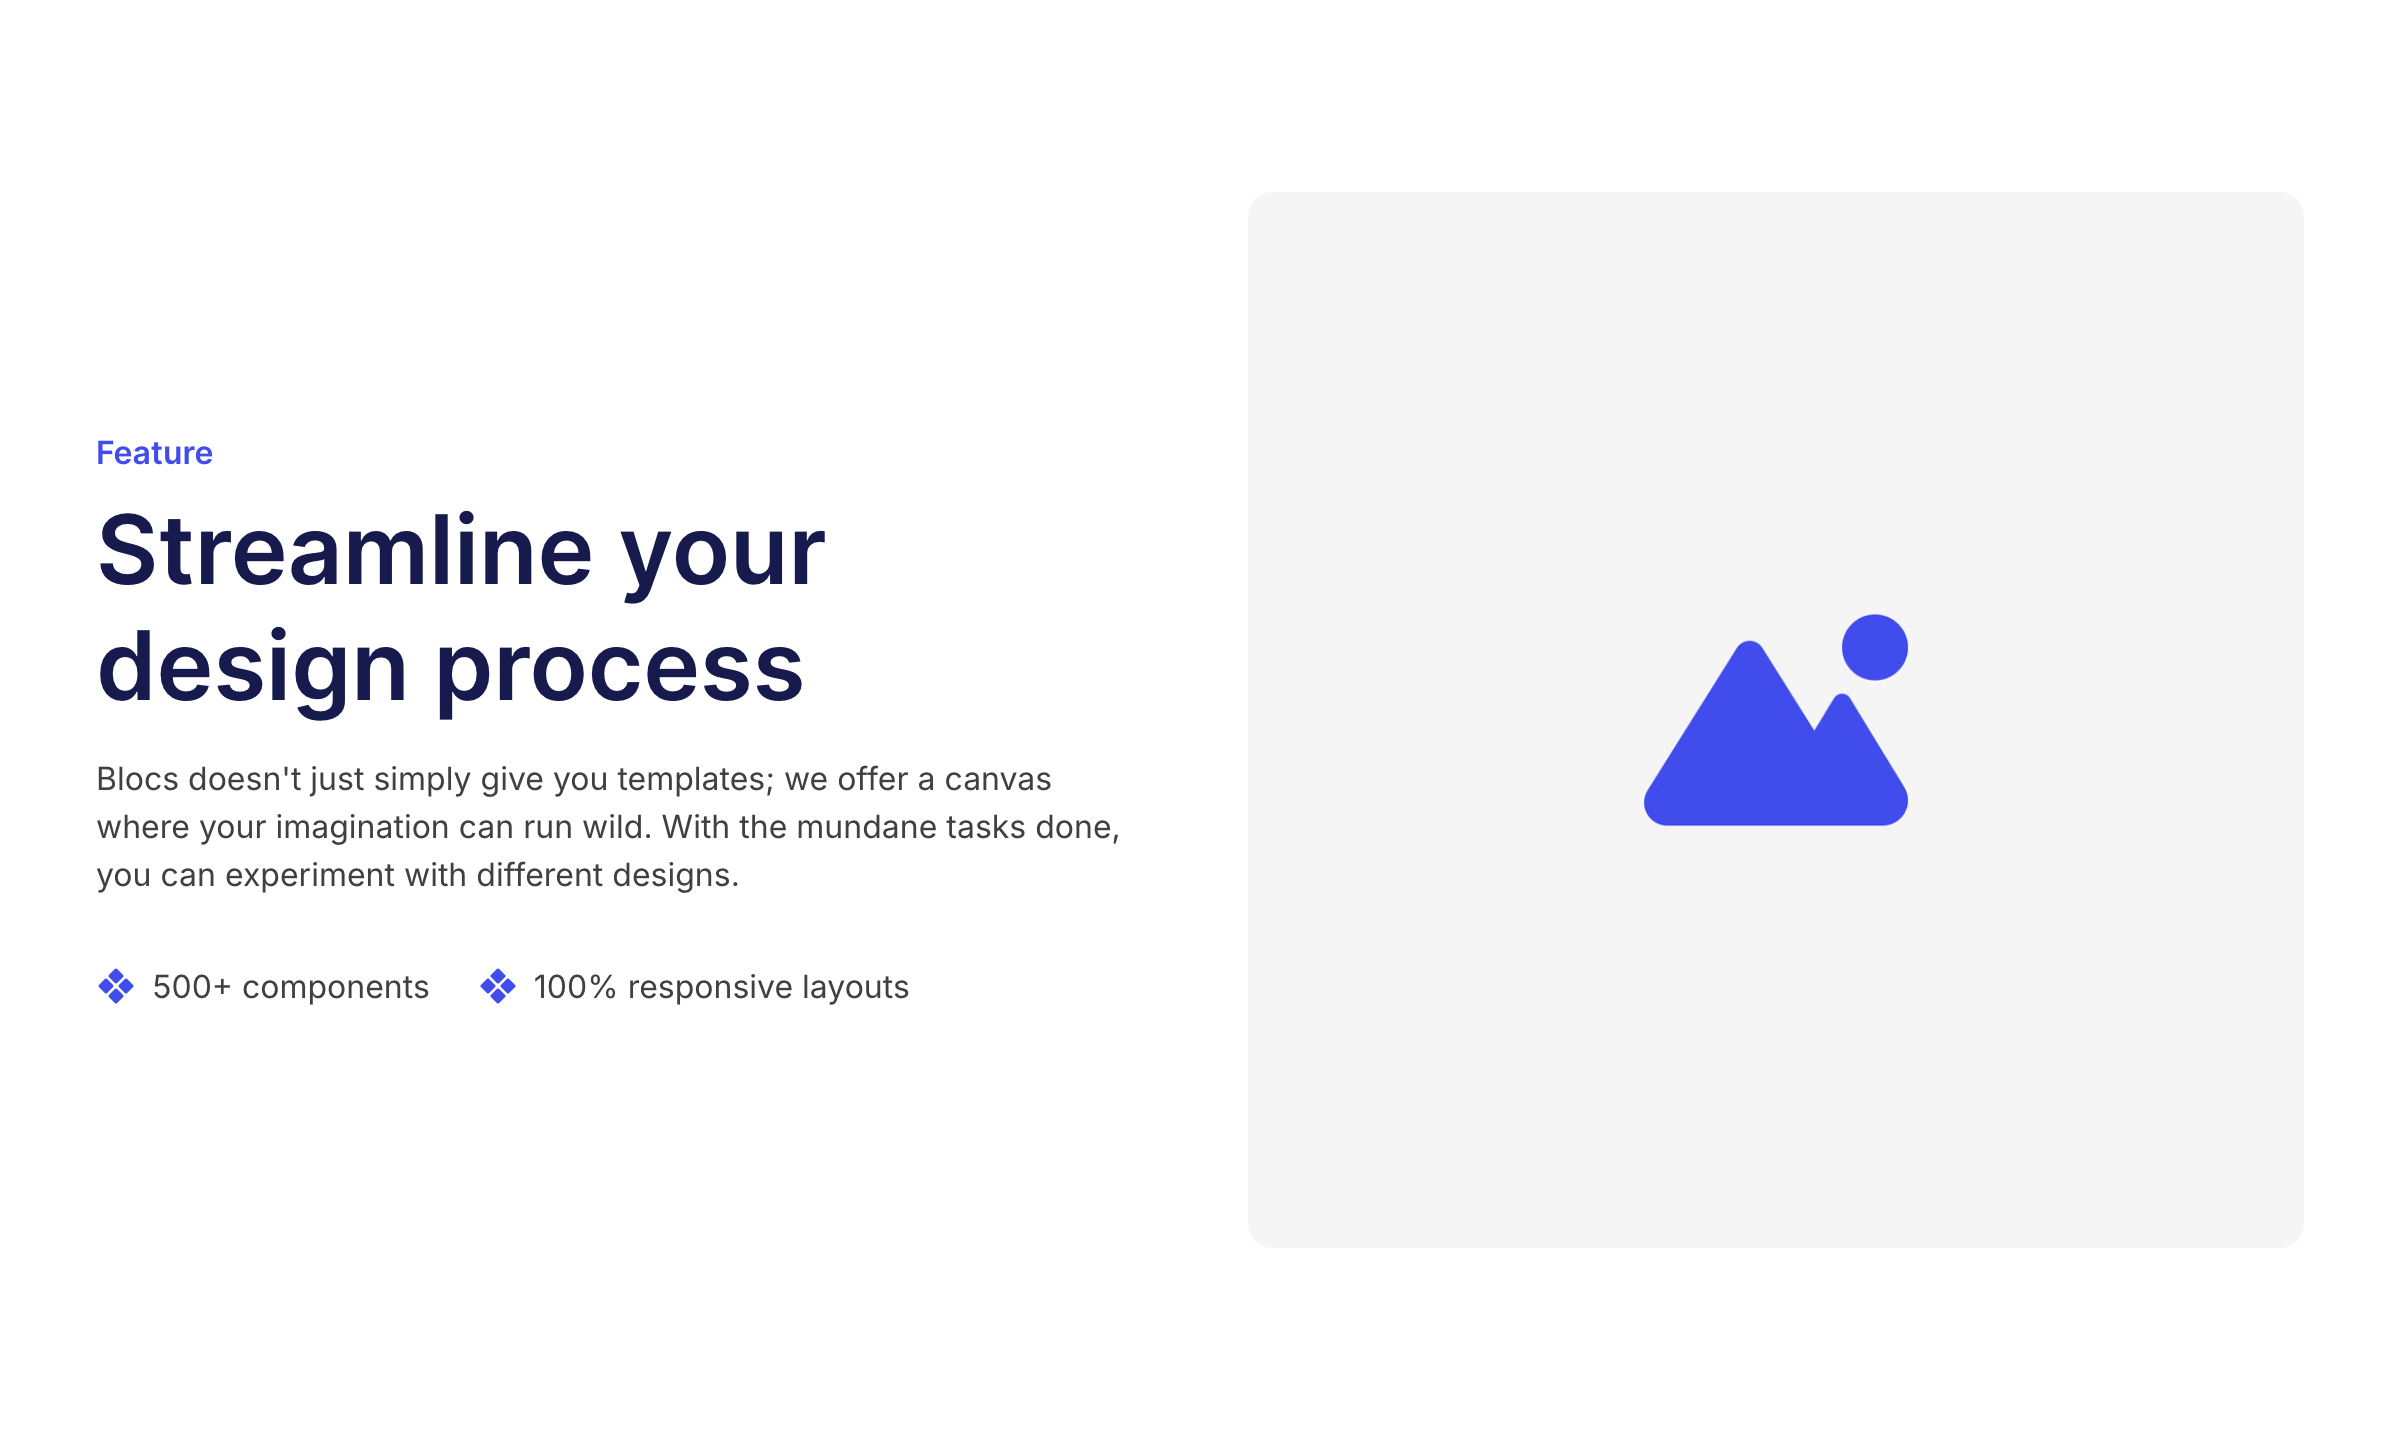 Feature
Streamline your
design process
Blocs doesn't just simply give you templates; we offer a canvas
where your imagination can run wild. With the mundane tasks done,
you can experiment with different designs.
500+ components
100% responsive layouts